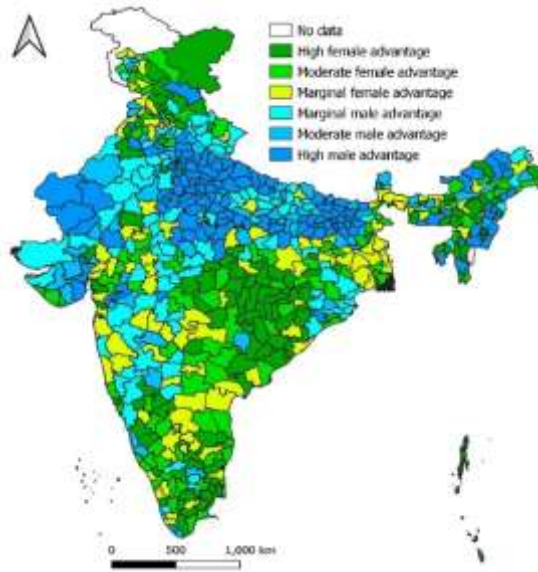 No data
High female advantage
Moderate female advantage
Marginal female advantage
Marginal male advantage
Moderate male advantage
High male advantage
0 500 1,000 km